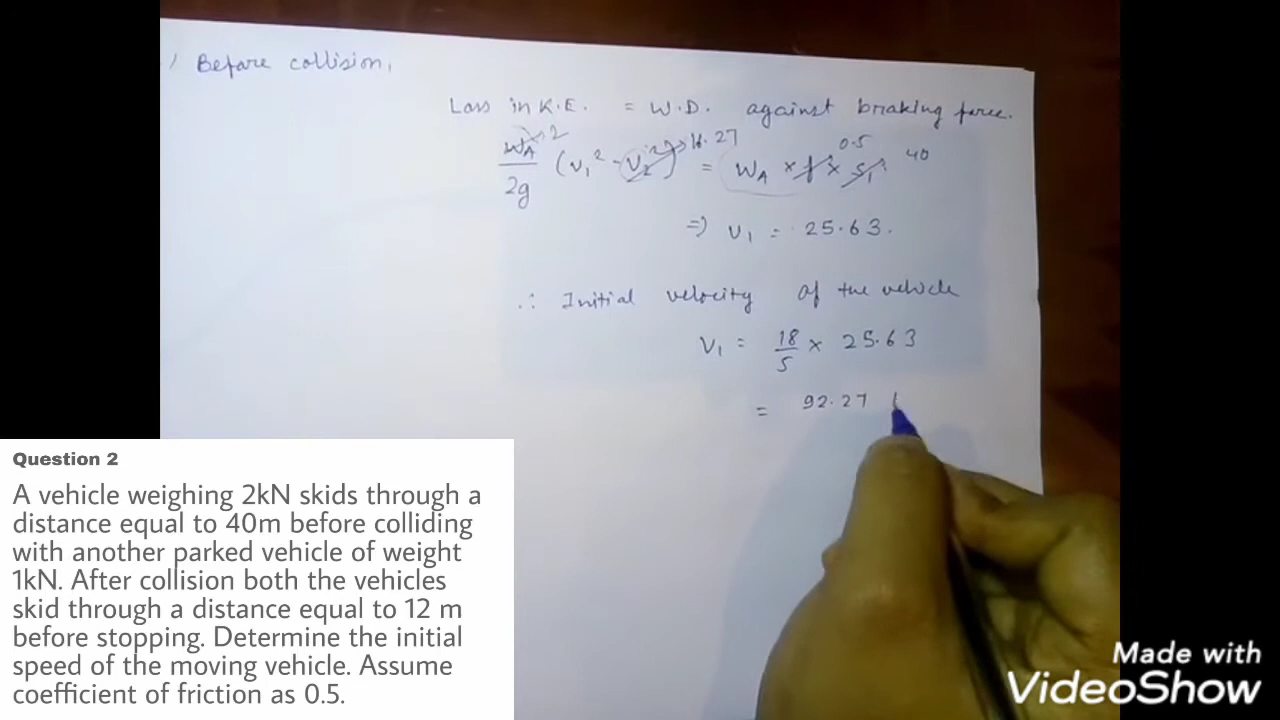 Before collision,
Loss in K.E. = W.D. against braking force.
W_A 2 / 2g (v₁² - v₂²) 16.27 = W_A × f × S₁ 0.5 40
⇒ v₁ = 25.63.
∴ Initial velocity of the vehicle
v₁ = 18/5 × 25.63
= 92.27
Question 2
A vehicle weighing 2kN skids through a
distance equal to 40m before colliding
with another parked vehicle of weight
1kN. After collision both the vehicles
skid through a distance equal to 12 m
before stopping. Determine the initial
speed of the moving vehicle. Assume
coefficient of friction as 0.5.
Made with
VideoShow